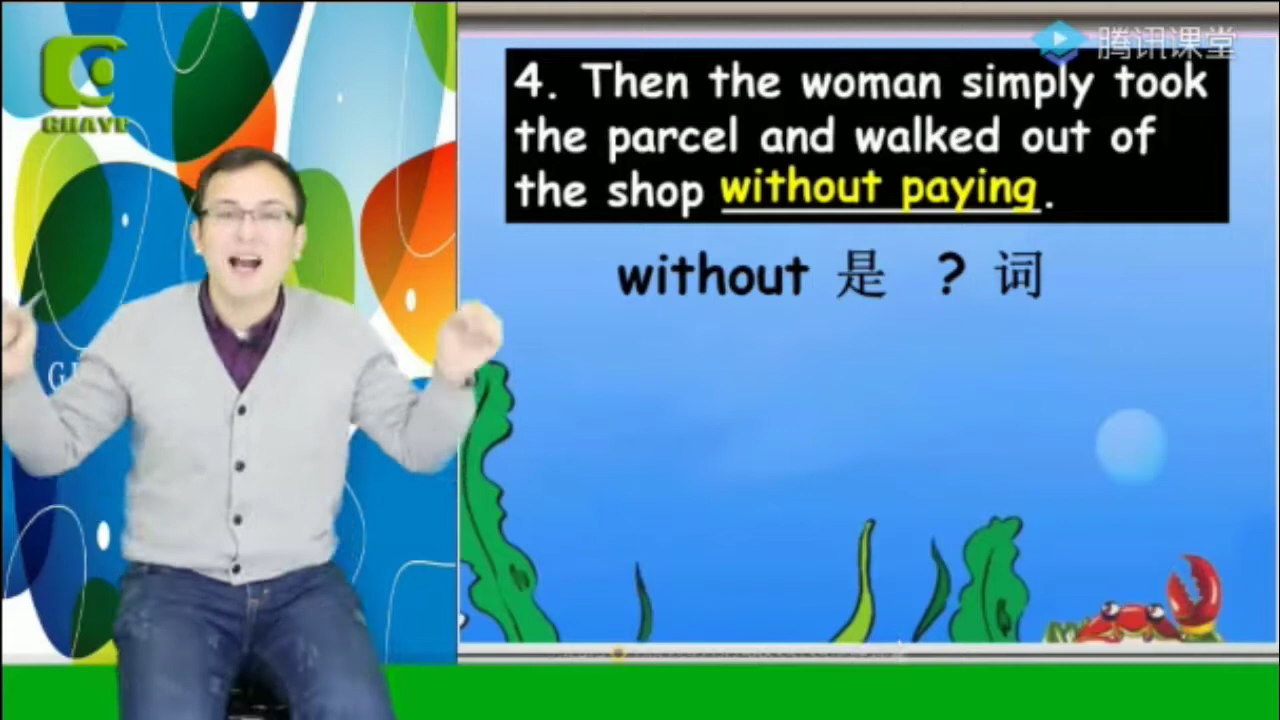 腾讯课堂
4. Then the woman simply took
the parcel and walked out of
the shop without paying.
without 是 ? 词